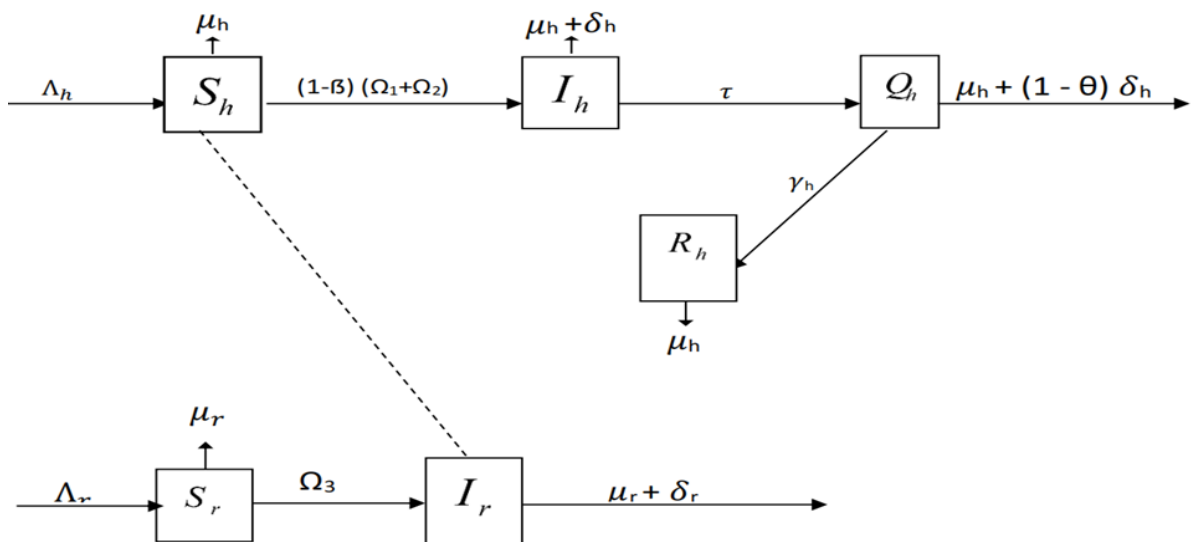 μh
μh +δh
Λh
Sh
(1-ß) (Ω1+Ω2)
Ih
τ
Qh
μh + (1 - θ) δh
γh
Rh
μh
μr
Λr
Sr
Ω3
Ir
μr + δr